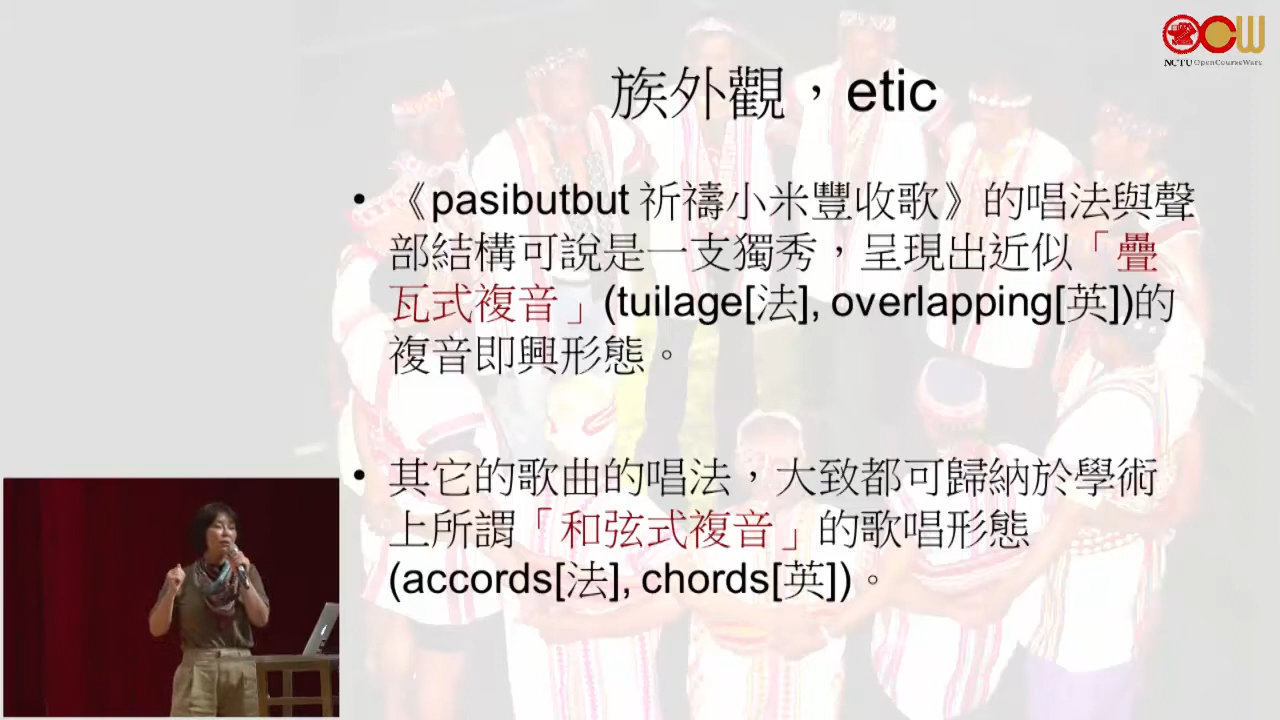 OCW
NCTU OpenCourseWare
族外觀，etic
• 《pasibutbut 祈禱小米豐收歌》的唱法與聲
部結構可說是一支獨秀，呈現出近似「疊
瓦式複音」(tuilage[法], overlapping[英])的
複音即興形態。
• 其它的歌曲的唱法，大致都可歸納於學術
上所謂「和弦式複音」的歌唱形態
(accords[法], chords[英])。